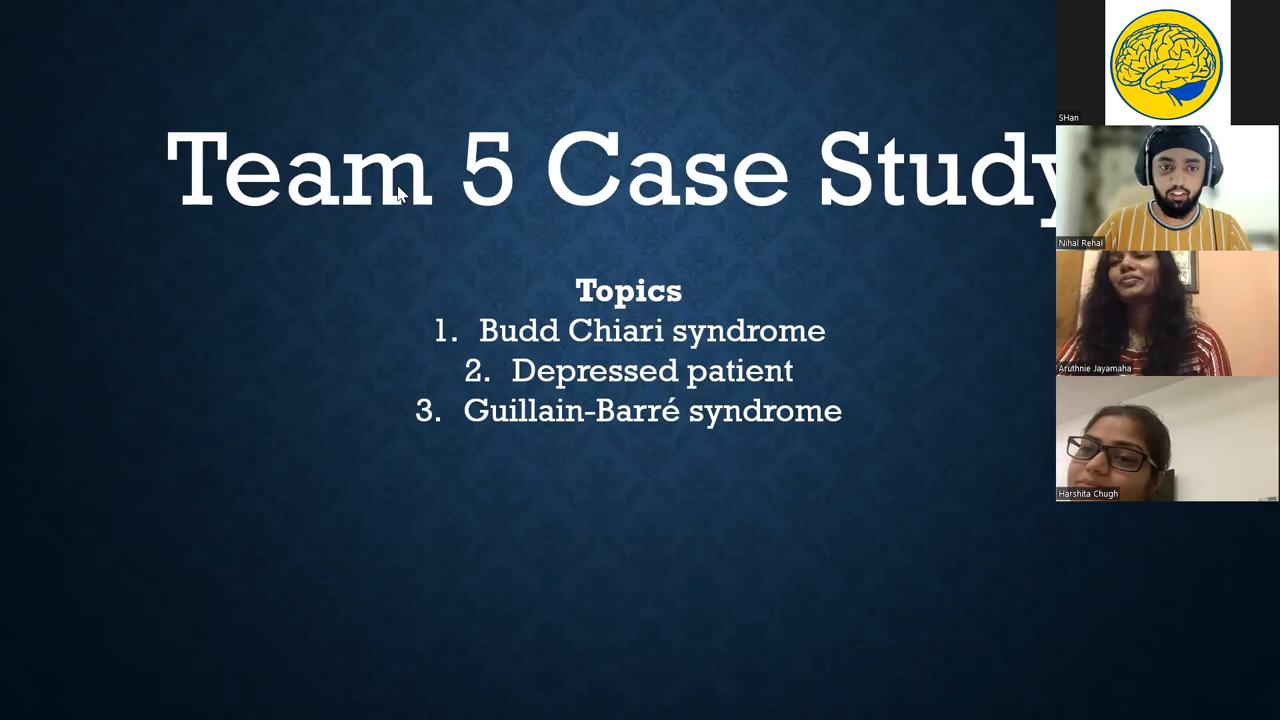 Team 5 Case Study
Topics
1. Budd Chiari syndrome
2. Depressed patient
3. Guillain-Barré syndrome
SHan
Nihal Rehal
Aruthnie Jayamaha
Harshita Chugh